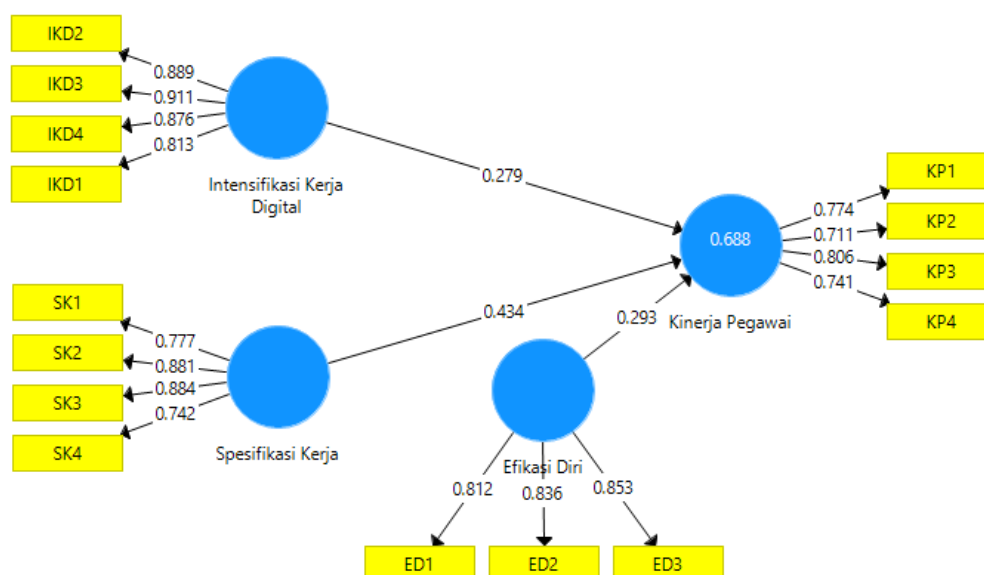 IKD2
IKD3
IKD4
IKD1
0.889
0.911
0.876
0.813
Intensifikasi Kerja
Digital
0.279
SK1
SK2
SK3
SK4
0.777
0.881
0.884
0.742
Spesifikasi Kerja
0.434
0.688
Kinerja Pegawai
0.774
0.711
0.806
0.741
KP1
KP2
KP3
KP4
0.293
Efikasi Diri
0.812
0.836
0.853
ED1
ED2
ED3